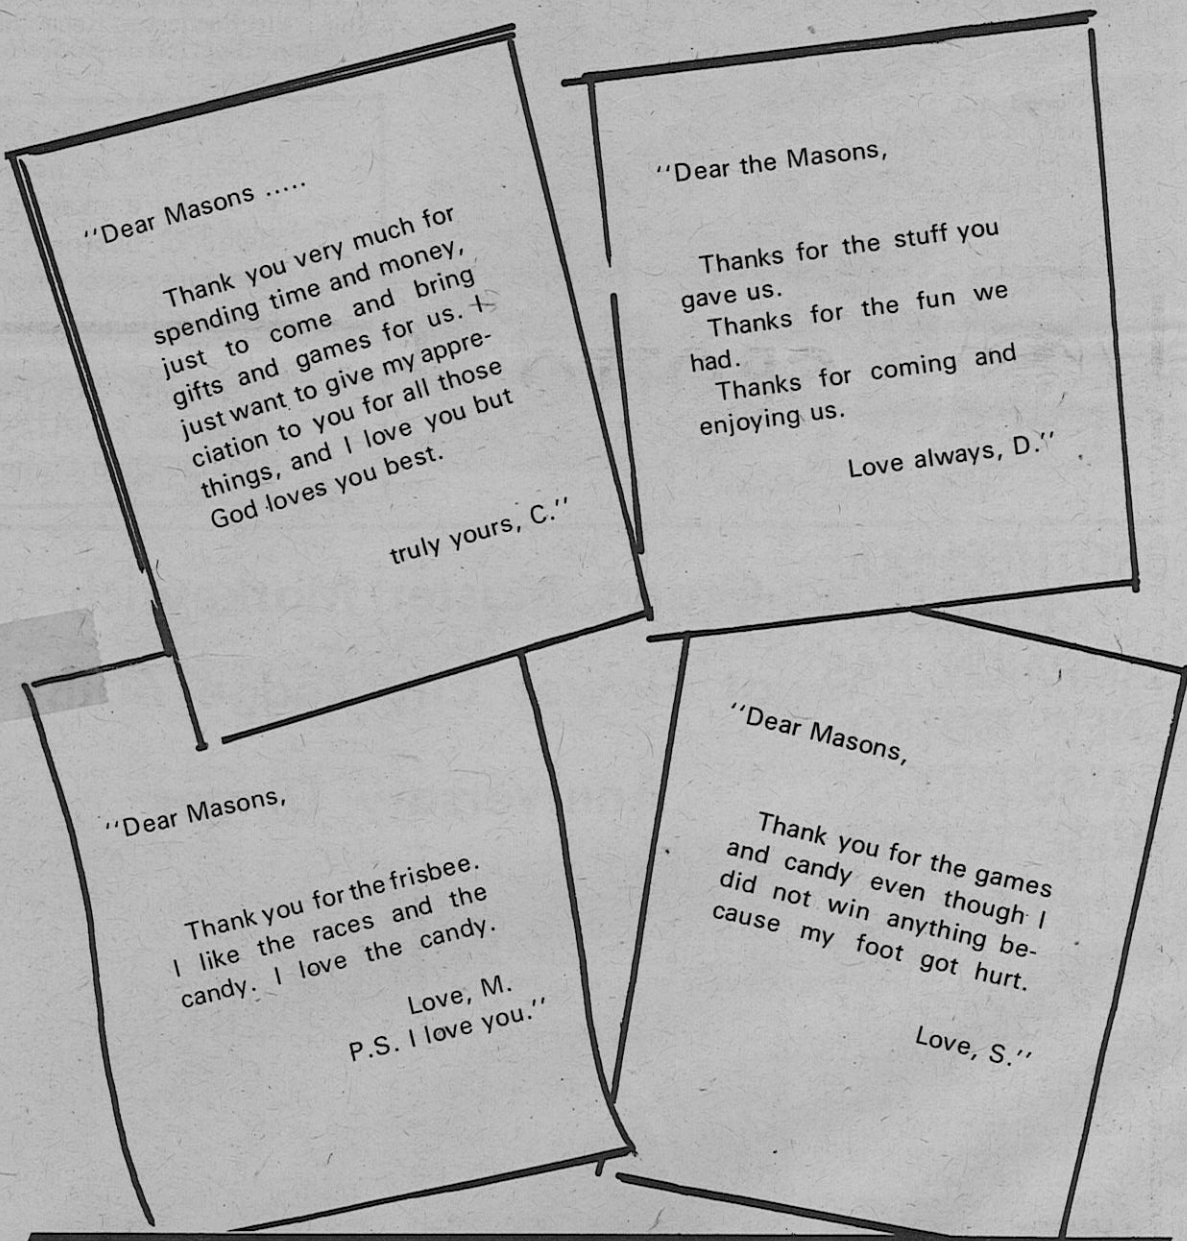 ''Dear Masons .....
Thank you very much for
spending time and money,
just to come and bring
gifts and games for us. I
just want to give my appre-
ciation to you for all those
things, and I love you but
God loves you best.
truly yours, C.''
''Dear the Masons,
Thanks for the stuff you
gave us.
Thanks for the fun we
had.
Thanks for coming and
enjoying us.
Love always, D.''
''Dear Masons,
Thank you for the frisbee.
I like the races and the
candy. I love the candy.
Love, M.
P.S. I love you.''
''Dear Masons,
Thank you for the games
and candy even though I
did not win anything be-
cause my foot got hurt.
Love, S.''